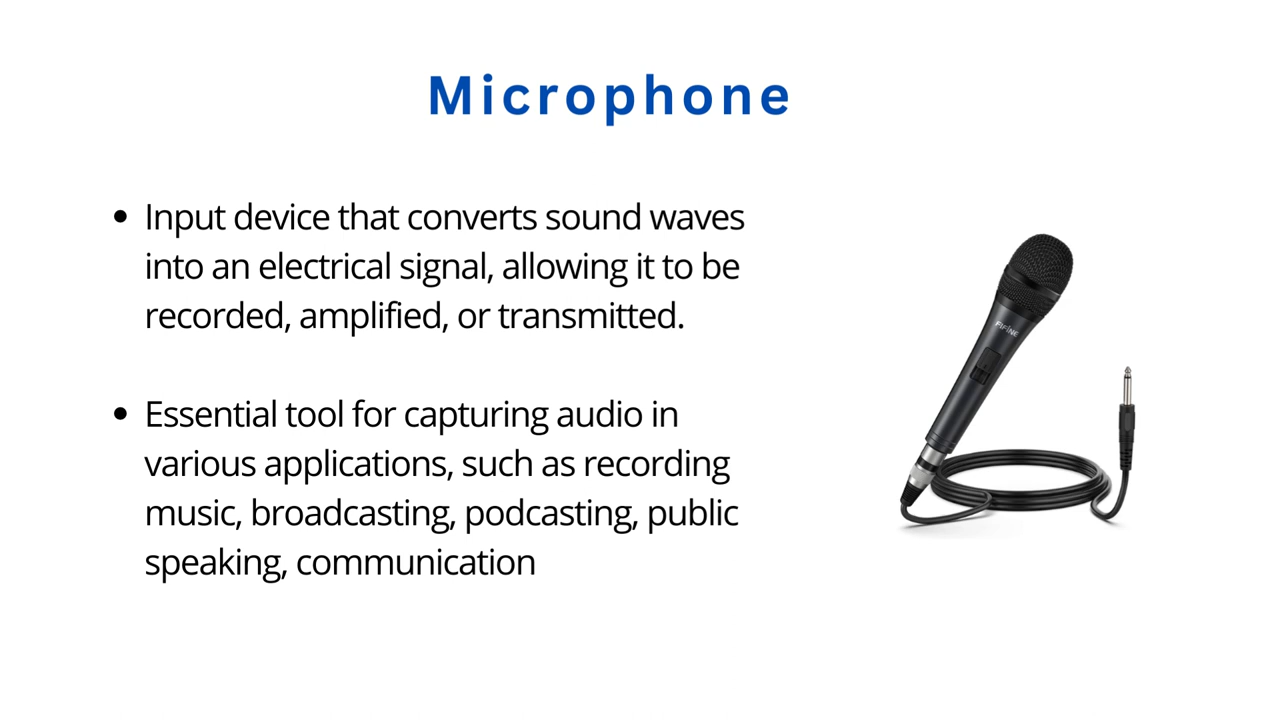 Microphone
• Input device that converts sound waves
into an electrical signal, allowing it to be
recorded, amplified, or transmitted.
• Essential tool for capturing audio in
various applications, such as recording
music, broadcasting, podcasting, public
speaking, communication
FIFINE